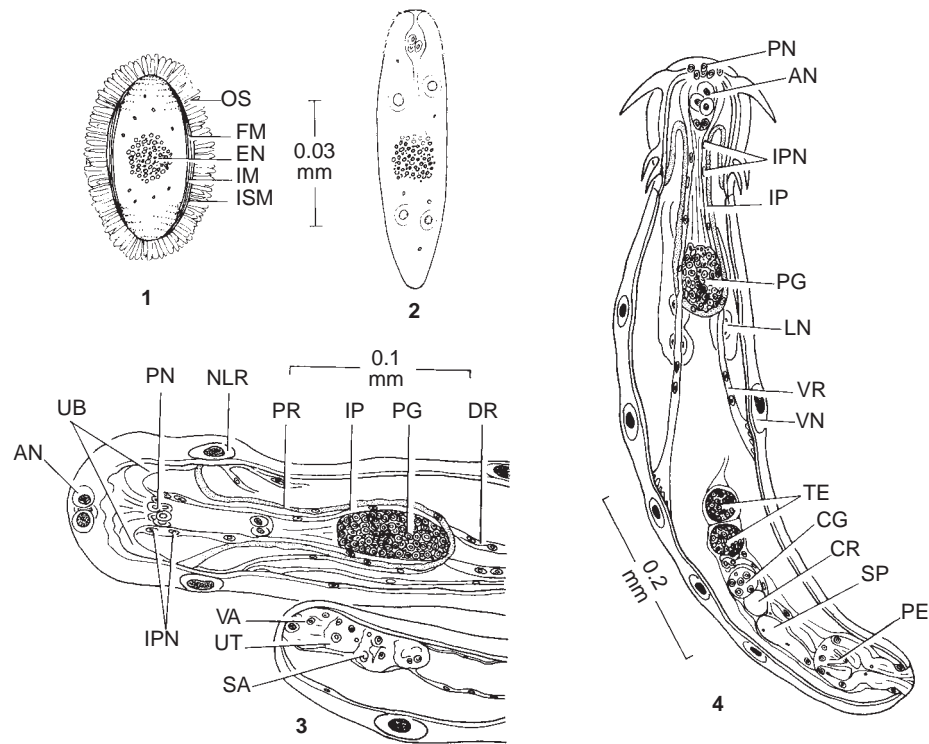 OS
FM
EN
IM
ISM
1
0.03
mm
2
0.1
mm
PN
NLR
UB
PR
IP
PG
DR
AN
IPN
VA
UT
SA
3
PN
AN
IPN
IP
PG
LN
VR
VN
TE
CG
CR
SP
PE
0.2
mm
4